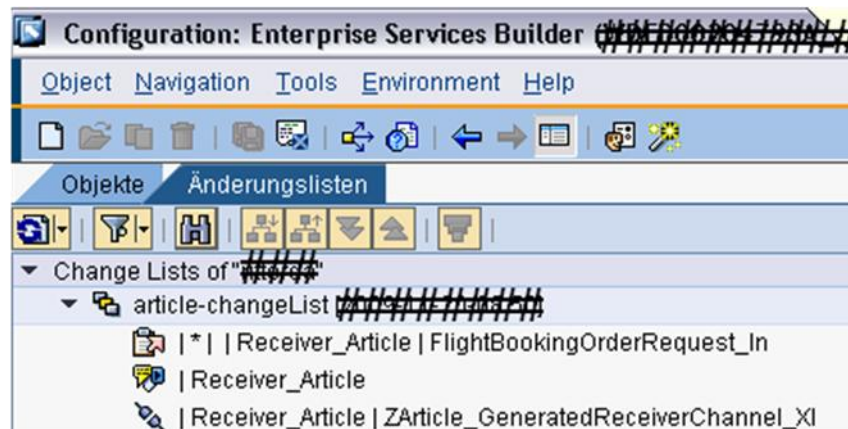 Configuration: Enterprise Services Builder (
Object Navigation Tools Environment Help
Objekte Änderungslisten
Change Lists of "
article-changeList
| * | | Receiver_Article | FlightBookingOrderRequest_In
| Receiver_Article
| Receiver_Article | ZArticle_GeneratedReceiverChannel_XI